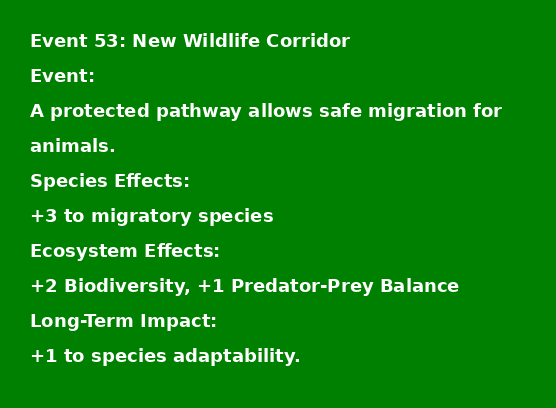 Event 53: New Wildlife Corridor
Event:
A protected pathway allows safe migration for
animals.
Species Effects:
+3 to migratory species
Ecosystem Effects:
+2 Biodiversity, +1 Predator-Prey Balance
Long-Term Impact:
+1 to species adaptability.